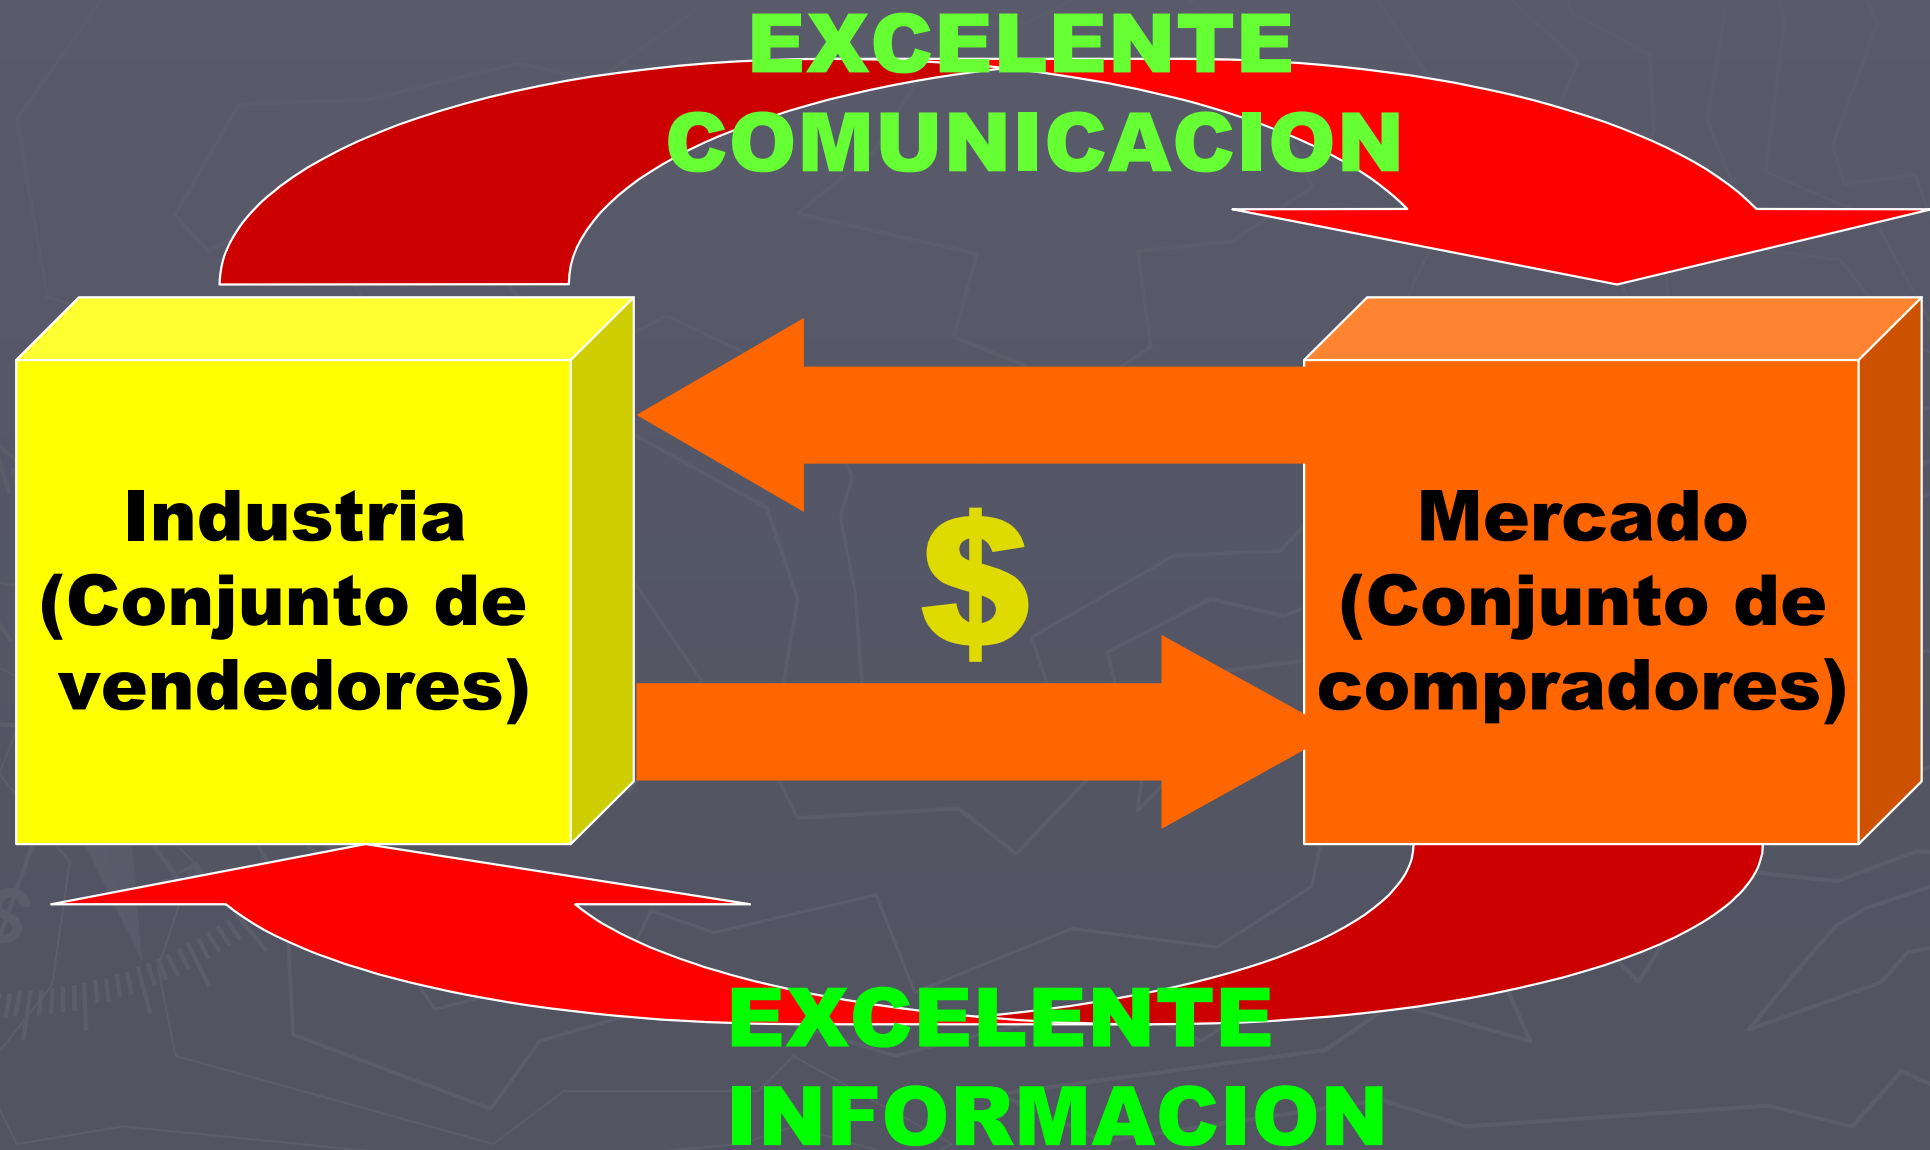 EXCELENTE
COMUNICACION
Industria
(Conjunto de
vendedores)
$
Mercado
(Conjunto de
compradores)
EXCELENTE
INFORMACION